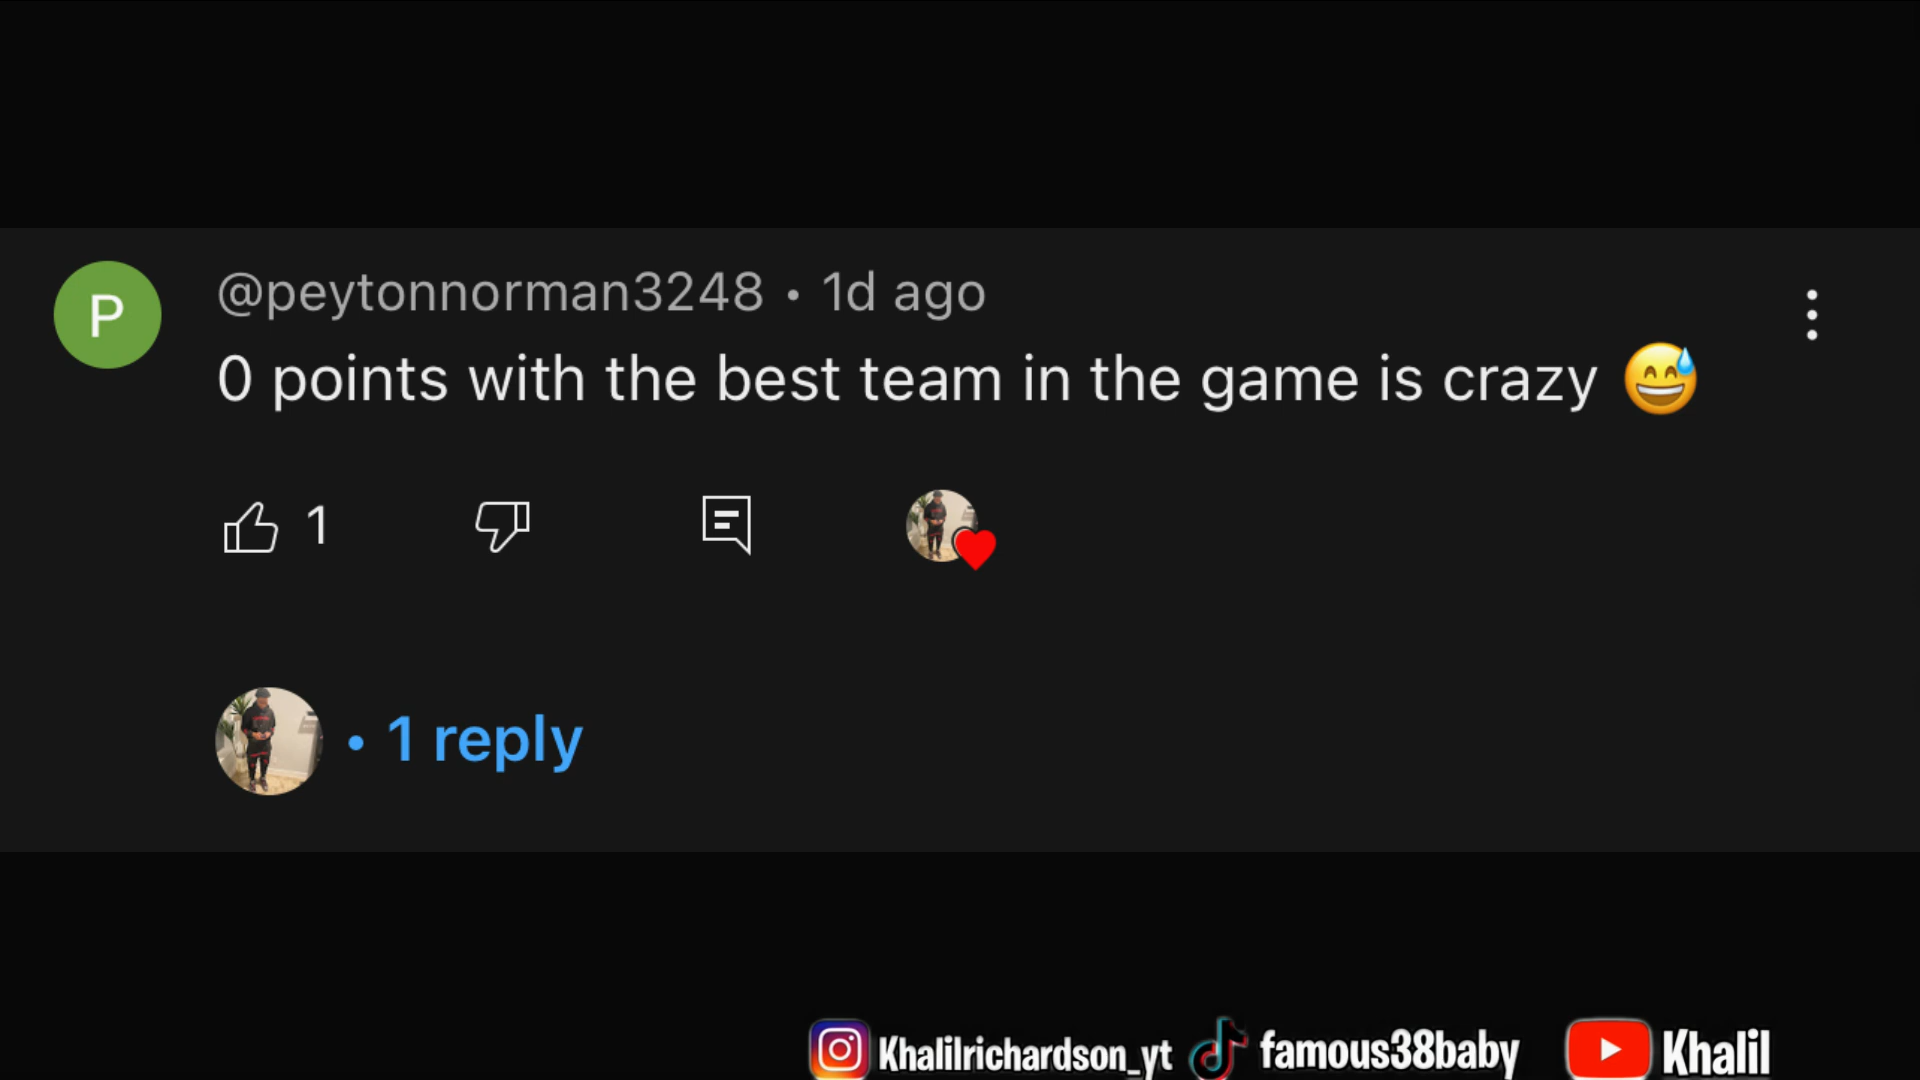 P
@peytonnorman3248 • 1d ago
0 points with the best team in the game is crazy 😅
1
• 1 reply
Khalilrichardson_yt famous38baby Khalil